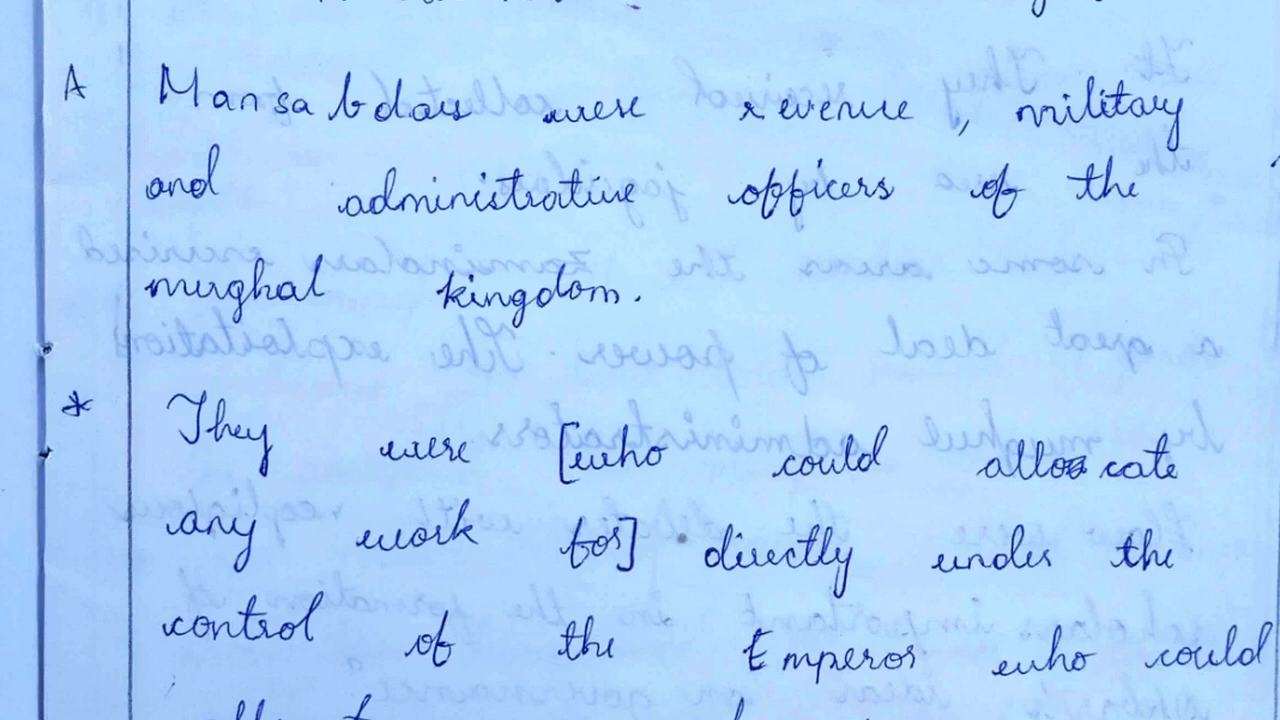 A Mansabdars were revenue, military
and administrative officers of the
mughal kingdom.
* They were [who could allocate
any work for] directly under the
control of the Emperor who could